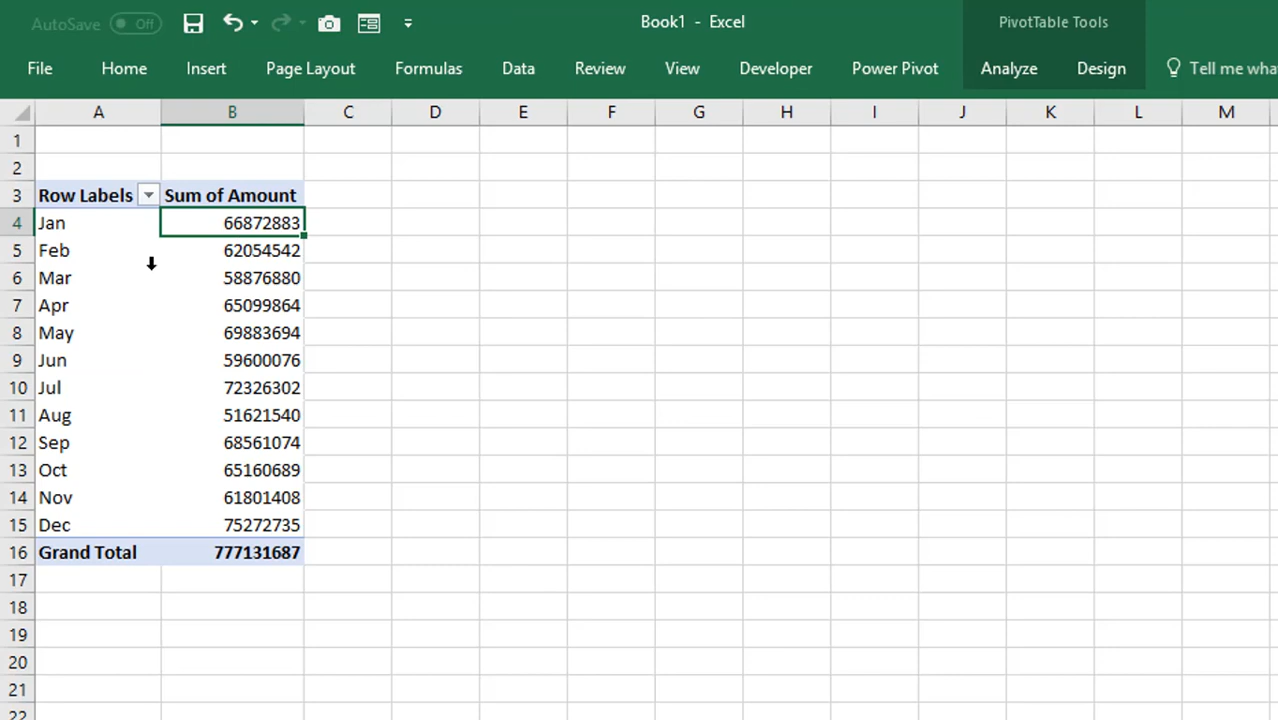 AutoSave Off Book1 - Excel PivotTable Tools
File Home Insert Page Layout Formulas Data Review View Developer Power Pivot Analyze Design Tell me what
A B C D E F G H I J K L M
1
2
3 Row Labels Sum of Amount
4 Jan 66872883
5 Feb 62054542
6 Mar 58876880
7 Apr 65099864
8 May 69883694
9 Jun 59600076
10 Jul 72326302
11 Aug 51621540
12 Sep 68561074
13 Oct 65160689
14 Nov 61801408
15 Dec 75272735
16 Grand Total 777131687
17
18
19
20
21
22